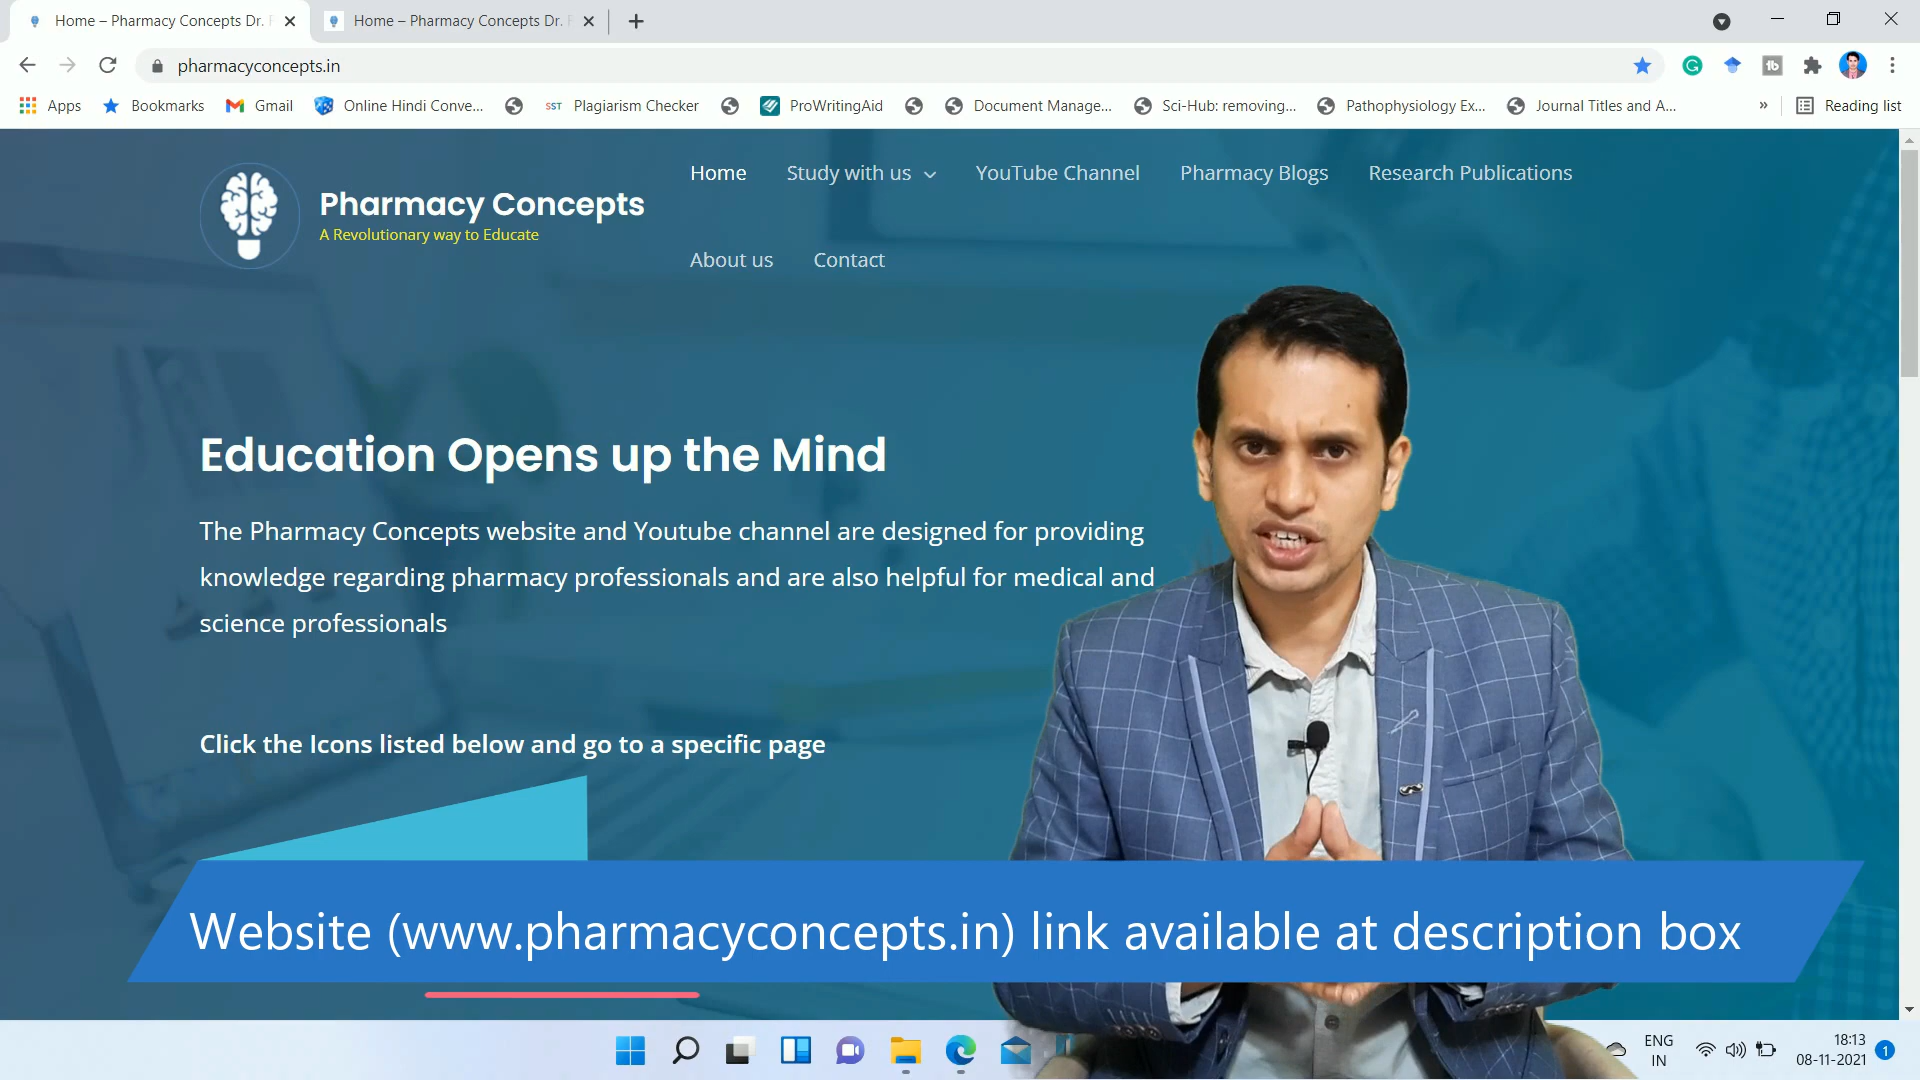 Home – Pharmacy Concepts Dr.
Home – Pharmacy Concepts Dr.
pharmacyconcepts.in
Apps
Bookmarks
Gmail
Online Hindi Conve...
SST
Plagiarism Checker
ProWritingAid
Document Manage...
Sci-Hub: removing...
Pathophysiology Ex...
Journal Titles and A...
»
Reading list
Home
Study with us
YouTube Channel
Pharmacy Blogs
Research Publications
Pharmacy Concepts
A Revolutionary way to Educate
About us
Contact
Education Opens up the Mind
The Pharmacy Concepts website and Youtube channel are designed for providing
knowledge regarding pharmacy professionals and are also helpful for medical and
science professionals
Click the Icons listed below and go to a specific page
Website (www.pharmacyconcepts.in) link available at description box
ENG
IN
18:13
08-11-2021
1